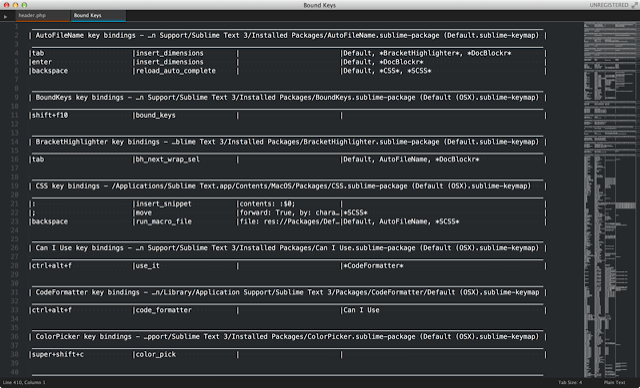 Bound Keys
UNREGISTERED
header.php
Bound Keys
| AutoFileName key bindings – …n Support/Sublime Text 3/Installed Packages/AutoFileName.sublime-package (Default (OSX).sublime-keymap) |
|tab |insert_dimensions | |Default, *BracketHighlighter*, *DocBlockr* |
|enter |insert_dimensions | |Default, *DocBlockr* |
|backspace |reload_auto_complete | |Default, *CSS*, *SCSS* |
| BoundKeys key bindings – …n Support/Sublime Text 3/Installed Packages/BoundKeys.sublime-package (Default (OSX).sublime-keymap) |
|shift+f10 |bound_keys | | |
| BracketHighlighter key bindings – …blime Text 3/Installed Packages/BracketHighlighter.sublime-package (Default (OSX).sublime-keymap) |
|tab |bh_next_wrap_sel | |Default, AutoFileName, *DocBlockr* |
| CSS key bindings – /Applications/Sublime Text.app/Contents/MacOS/Packages/CSS.sublime-package (Default (OSX).sublime-keymap) |
|: |insert_snippet |contents: :$0; | |
|; |move |forward: True, by: chara…|*SCSS* |
|backspace |run_macro_file |file: res://Packages/Def…|Default, AutoFileName, *SCSS* |
| Can I Use key bindings – …n Support/Sublime Text 3/Installed Packages/Can I Use.sublime-package (Default (OSX).sublime-keymap) |
|ctrl+alt+f |use_it | |*CodeFormatter* |
| CodeFormatter key bindings – …n/Library/Application Support/Sublime Text 3/Packages/CodeFormatter/Default (OSX).sublime-keymap |
|ctrl+alt+f |code_formatter | |Can I Use |
| ColorPicker key bindings – …pport/Sublime Text 3/Installed Packages/ColorPicker.sublime-package (Default (OSX).sublime-keymap) |
|super+shift+c |color_pick | | |
Line 410, Column 1
Tab Size: 4
Plain Text